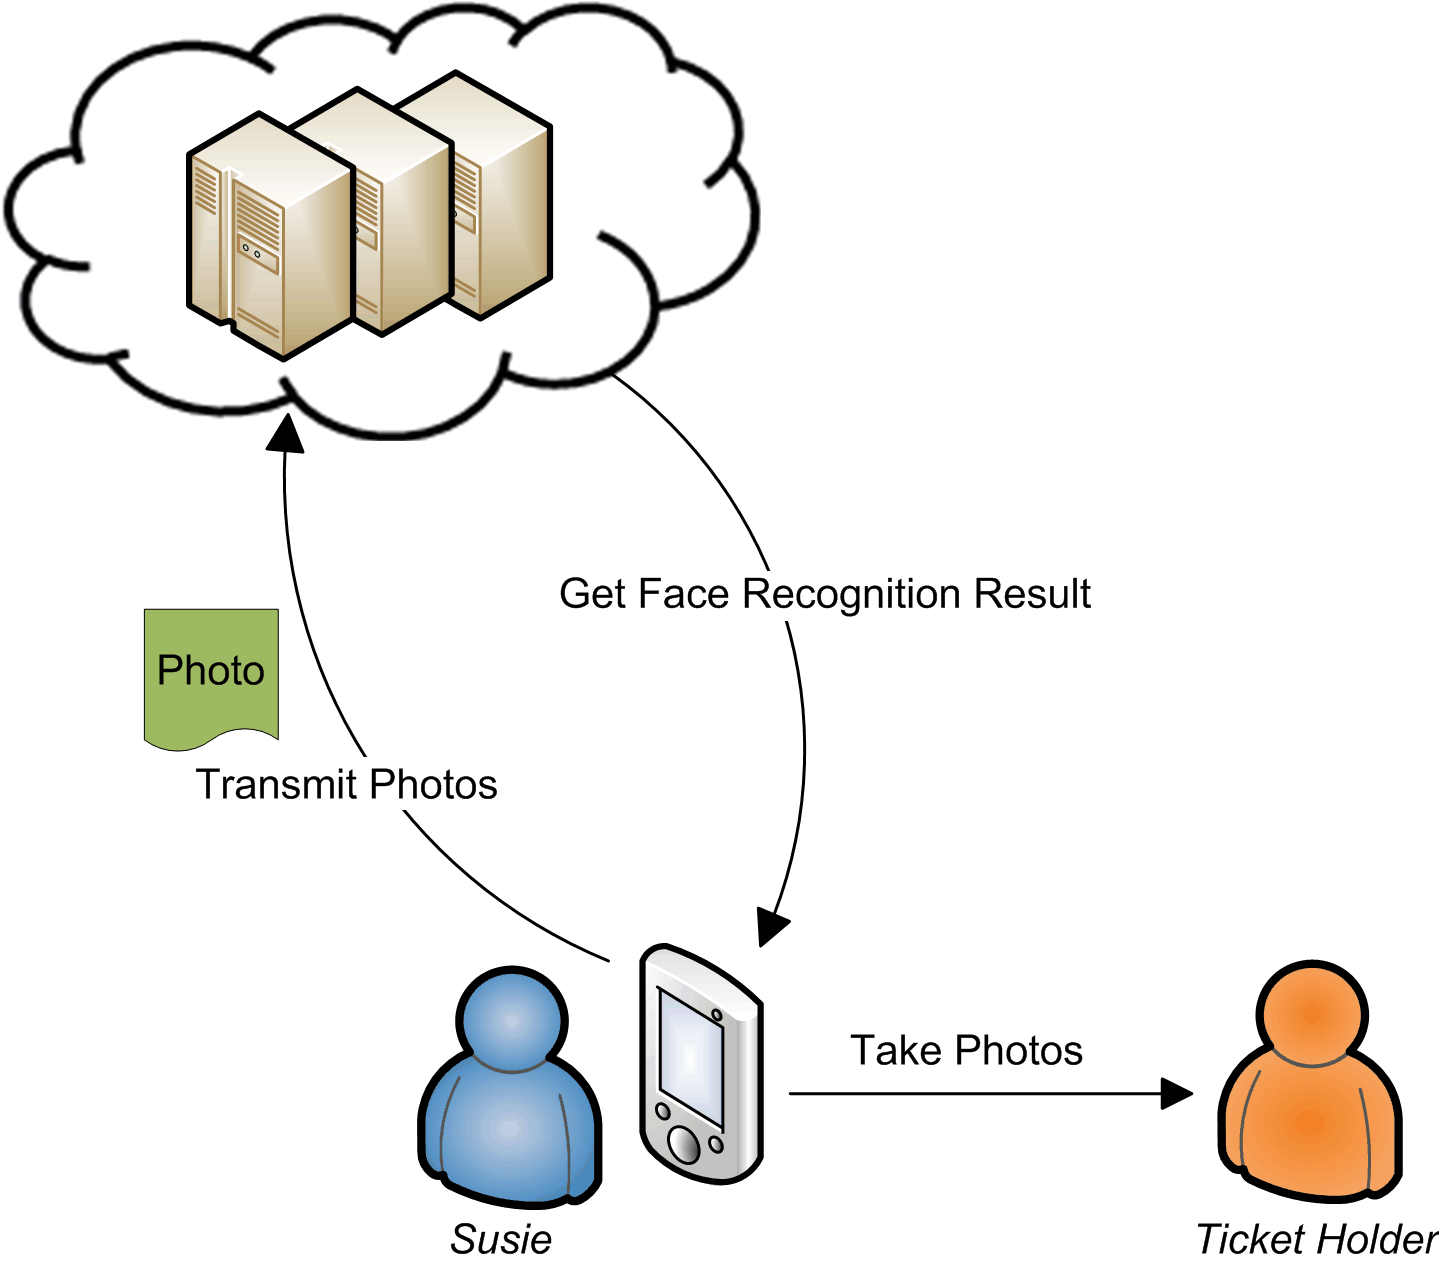 Get Face Recognition Result
Photo
Transmit Photos
Take Photos
Susie
Ticket Holder